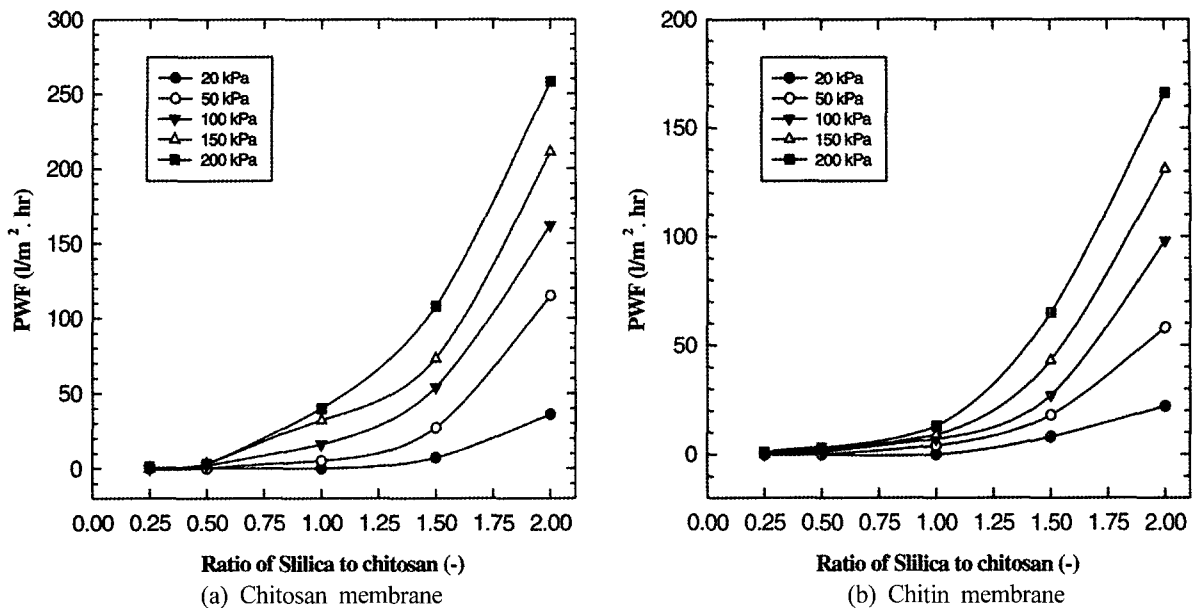 300
250
200
150
100
50
0
PWF (l/m². hr)
20 kPa
50 kPa
100 kPa
150 kPa
200 kPa
0.00 0.25 0.50 0.75 1.00 1.25 1.50 1.75 2.00
Ratio of Slilica to chitosan (-)
(a) Chitosan membrane
200
150
100
50
0
-20
PWF (l/m². hr)
20 kPa
50 kPa
100 kPa
150 kPa
200 kPa
0.00 0.25 0.50 0.75 1.00 1.25 1.50 1.75 2.00
Ratio of Slilica to chitosan (-)
(b) Chitin membrane